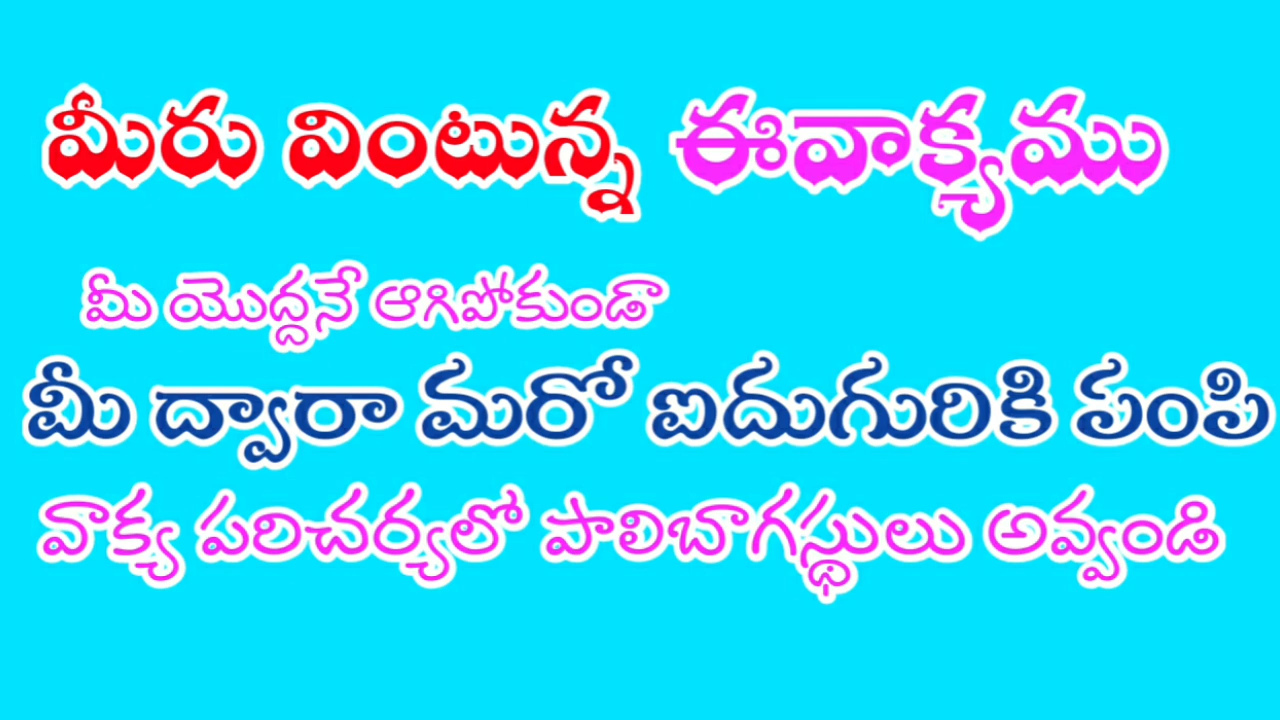 మీరు వింటున్న ఈవాక్యము
మీ యొద్దనే ఆగిపోకుండా
మీ ద్వారా మరో ఐదుగురికి పంపి
వాక్య పరిచర్యలో పాలిబాగస్థులు అవ్వండి